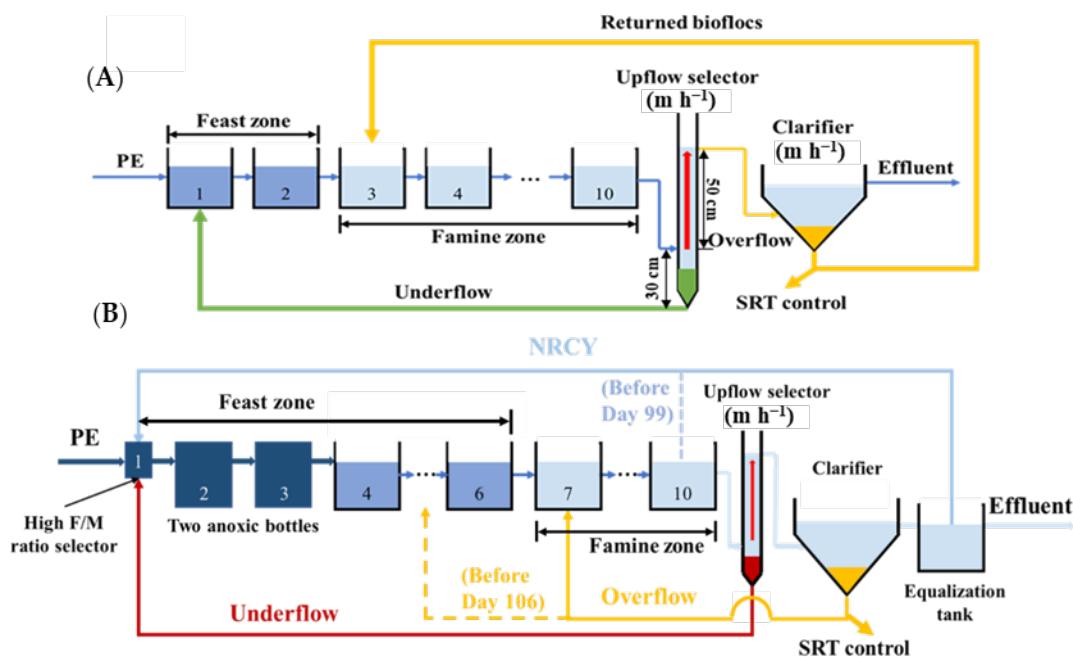 Returned bioflocs
(A)
Upflow selector
(m h⁻¹)
Feast zone
Clarifier
(m h⁻¹)
PE
Effluent
1
2
3
4
...
10
50 cm
Famine zone
Overflow
30 cm
Underflow
SRT control
(B)
NRCY
(Before
Day 99)
Upflow selector
(m h⁻¹)
Feast zone
PE
Clarifier
1
2
3
4
...
6
7
...
10
Effluent
High F/M
ratio selector
Two anoxic bottles
Famine zone
(Before
Day 106)
Overflow
Equalization
tank
Underflow
SRT control